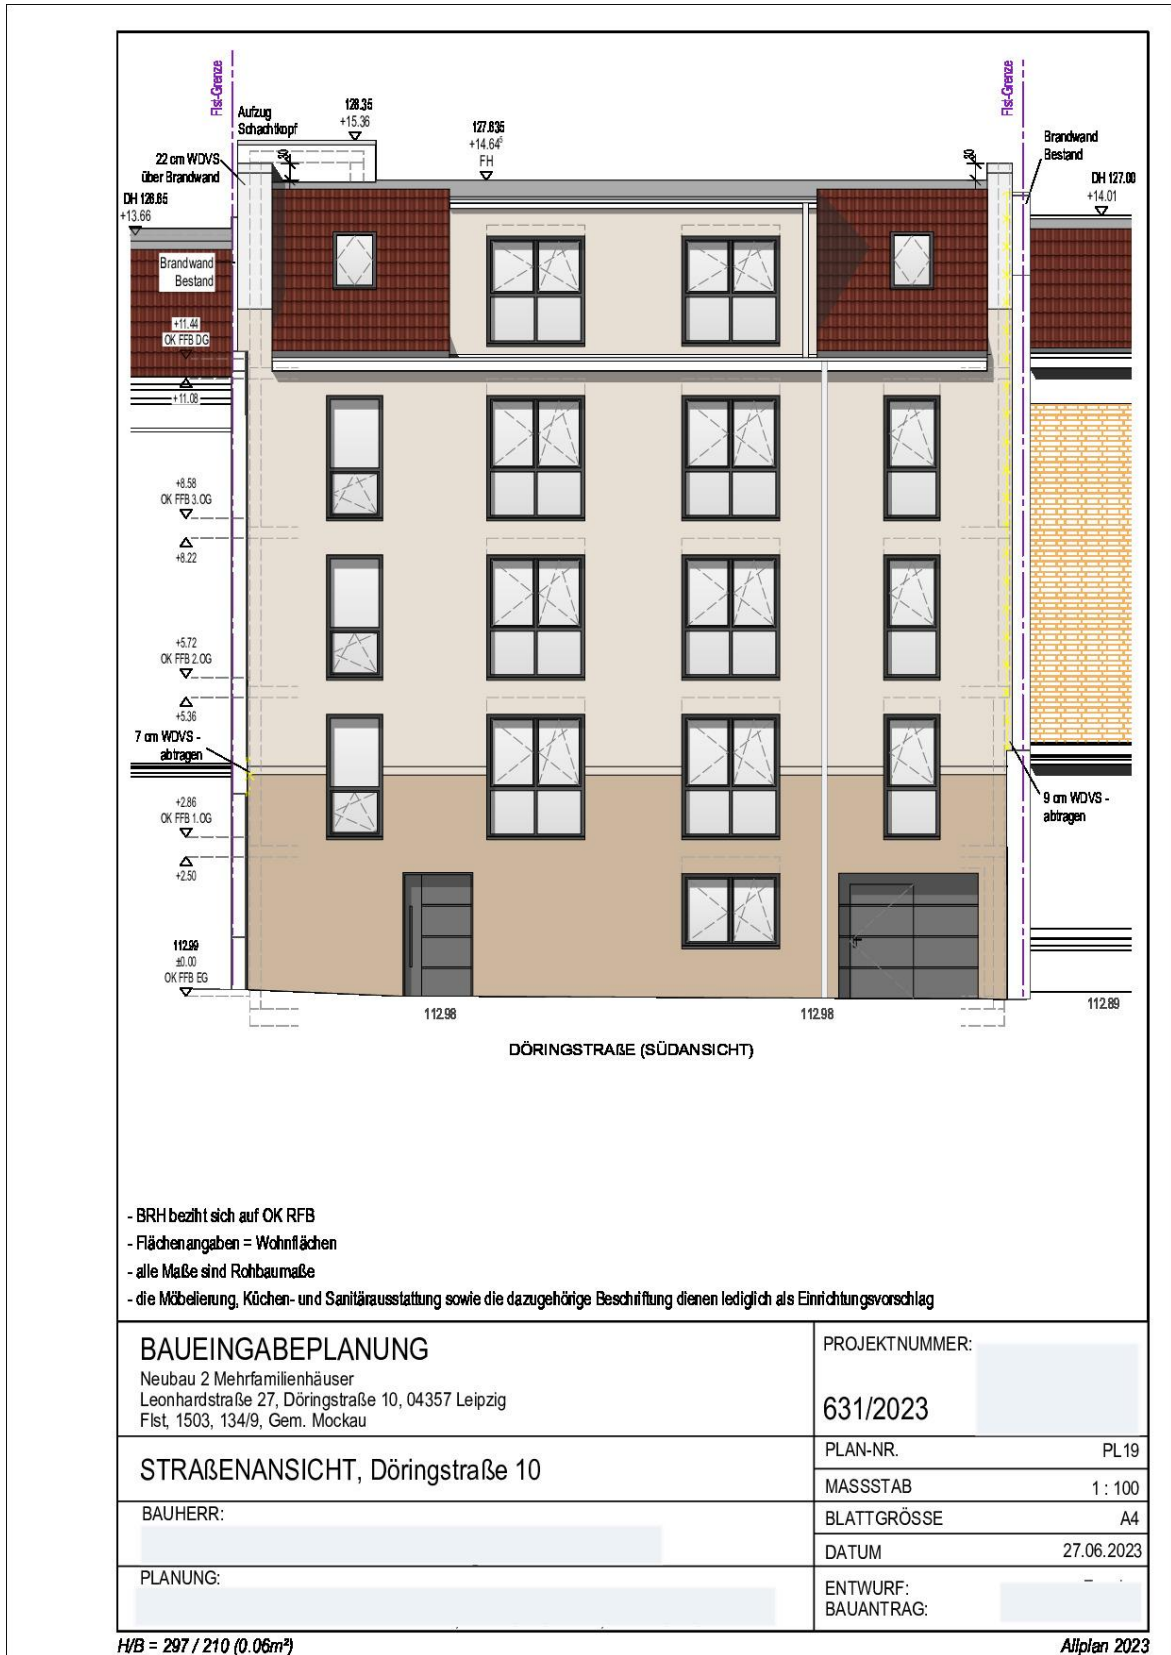 Flst-Grenze
Flst-Grenze
Aufzug
Schachtkopf
128.35
+15.36
127.635
+14.64⁵
FH
30
30
22 cm WDVS
über Brandwand
Brandwand
Bestand
DH 126.65
+13.66
DH 127.00
+14.01
Brandwand
Bestand
+11.44
OK FFB DG
+11.08
+8.58
OK FFB 3.OG
+8.22
+5.72
OK FFB 2.OG
+5.36
7 cm WDVS -
abtragen
+2.86
OK FFB 1.OG
9 cm WDVS -
abtragen
+2.50
112.99
±0.00
OK FFB EG
112.98
112.98
112.89
DÖRINGSTRAßE (SÜDANSICHT)
- BRH beziht sich auf OK RFB
- Flächenangaben = Wohnflächen
- alle Maße sind Rohbaumaße
- die Möbelierung, Küchen- und Sanitärausstattung sowie die dazugehörige Beschriftung dienen lediglich als Einrichtungsvorschlag
BAUEINGABEPLANUNG
Neubau 2 Mehrfamilienhäuser
Leonhardstraße 27, Döringstraße 10, 04357 Leipzig
Flst, 1503, 134/9, Gem. Mockau
PROJEKTNUMMER:
631/2023
STRAßENANSICHT, Döringstraße 10
PLAN-NR. PL19
MASSSTAB 1 : 100
BAUHERR:
BLATTGRÖSSE A4
DATUM 27.06.2023
PLANUNG:
ENTWURF:
BAUANTRAG:
H/B = 297 / 210 (0.06m²)
Allplan 2023